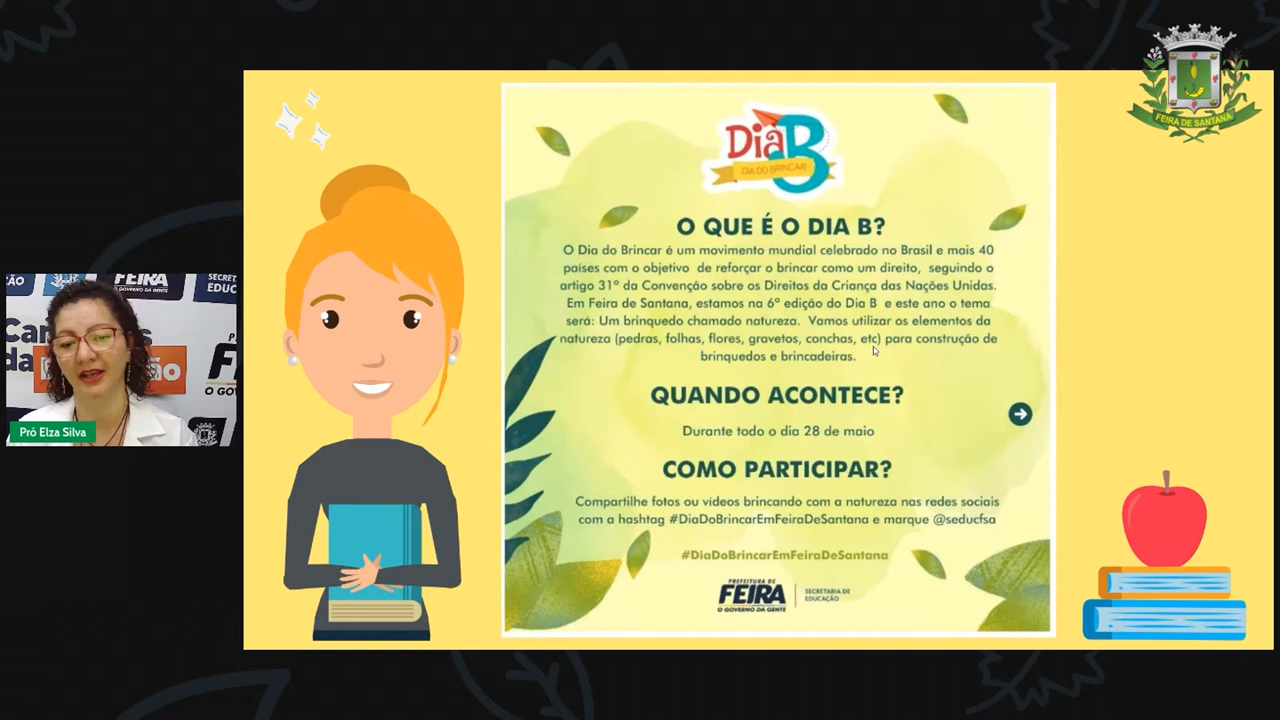 FEIRA DE SANTANA
Dia B
DIA DO BRINCAR
O QUE É O DIA B?
O Dia do Brincar é um movimento mundial celebrado no Brasil e mais 40
países com o objetivo de reforçar o brincar como um direito, seguindo o
artigo 31º da Convenção sobre os Direitos da Criança das Nações Unidas.
Em Feira de Santana, estamos na 6ª edição do Dia B e este ano o tema
será: Um brinquedo chamado natureza. Vamos utilizar os elementos da
natureza (pedras, folhas, flores, gravetos, conchas, etc) para construção de
brinquedos e brincadeiras.
QUANDO ACONTECE?
Durante todo o dia 28 de maio
COMO PARTICIPAR?
Compartilhe fotos ou vídeos brincando com a natureza nas redes sociais
com a hashtag #DiaDoBrincarEmFeiraDeSantana e marque @seducfsa
#DiaDoBrincarEmFeiraDeSantana
PREFEITURA DE
FEIRA
O GOVERNO DA GENTE
SECRETARIA DE
EDUCAÇÃO
FEIRA
O GOVERNO DA GENTE
SECRET
EDUC
Pró Elza Silva